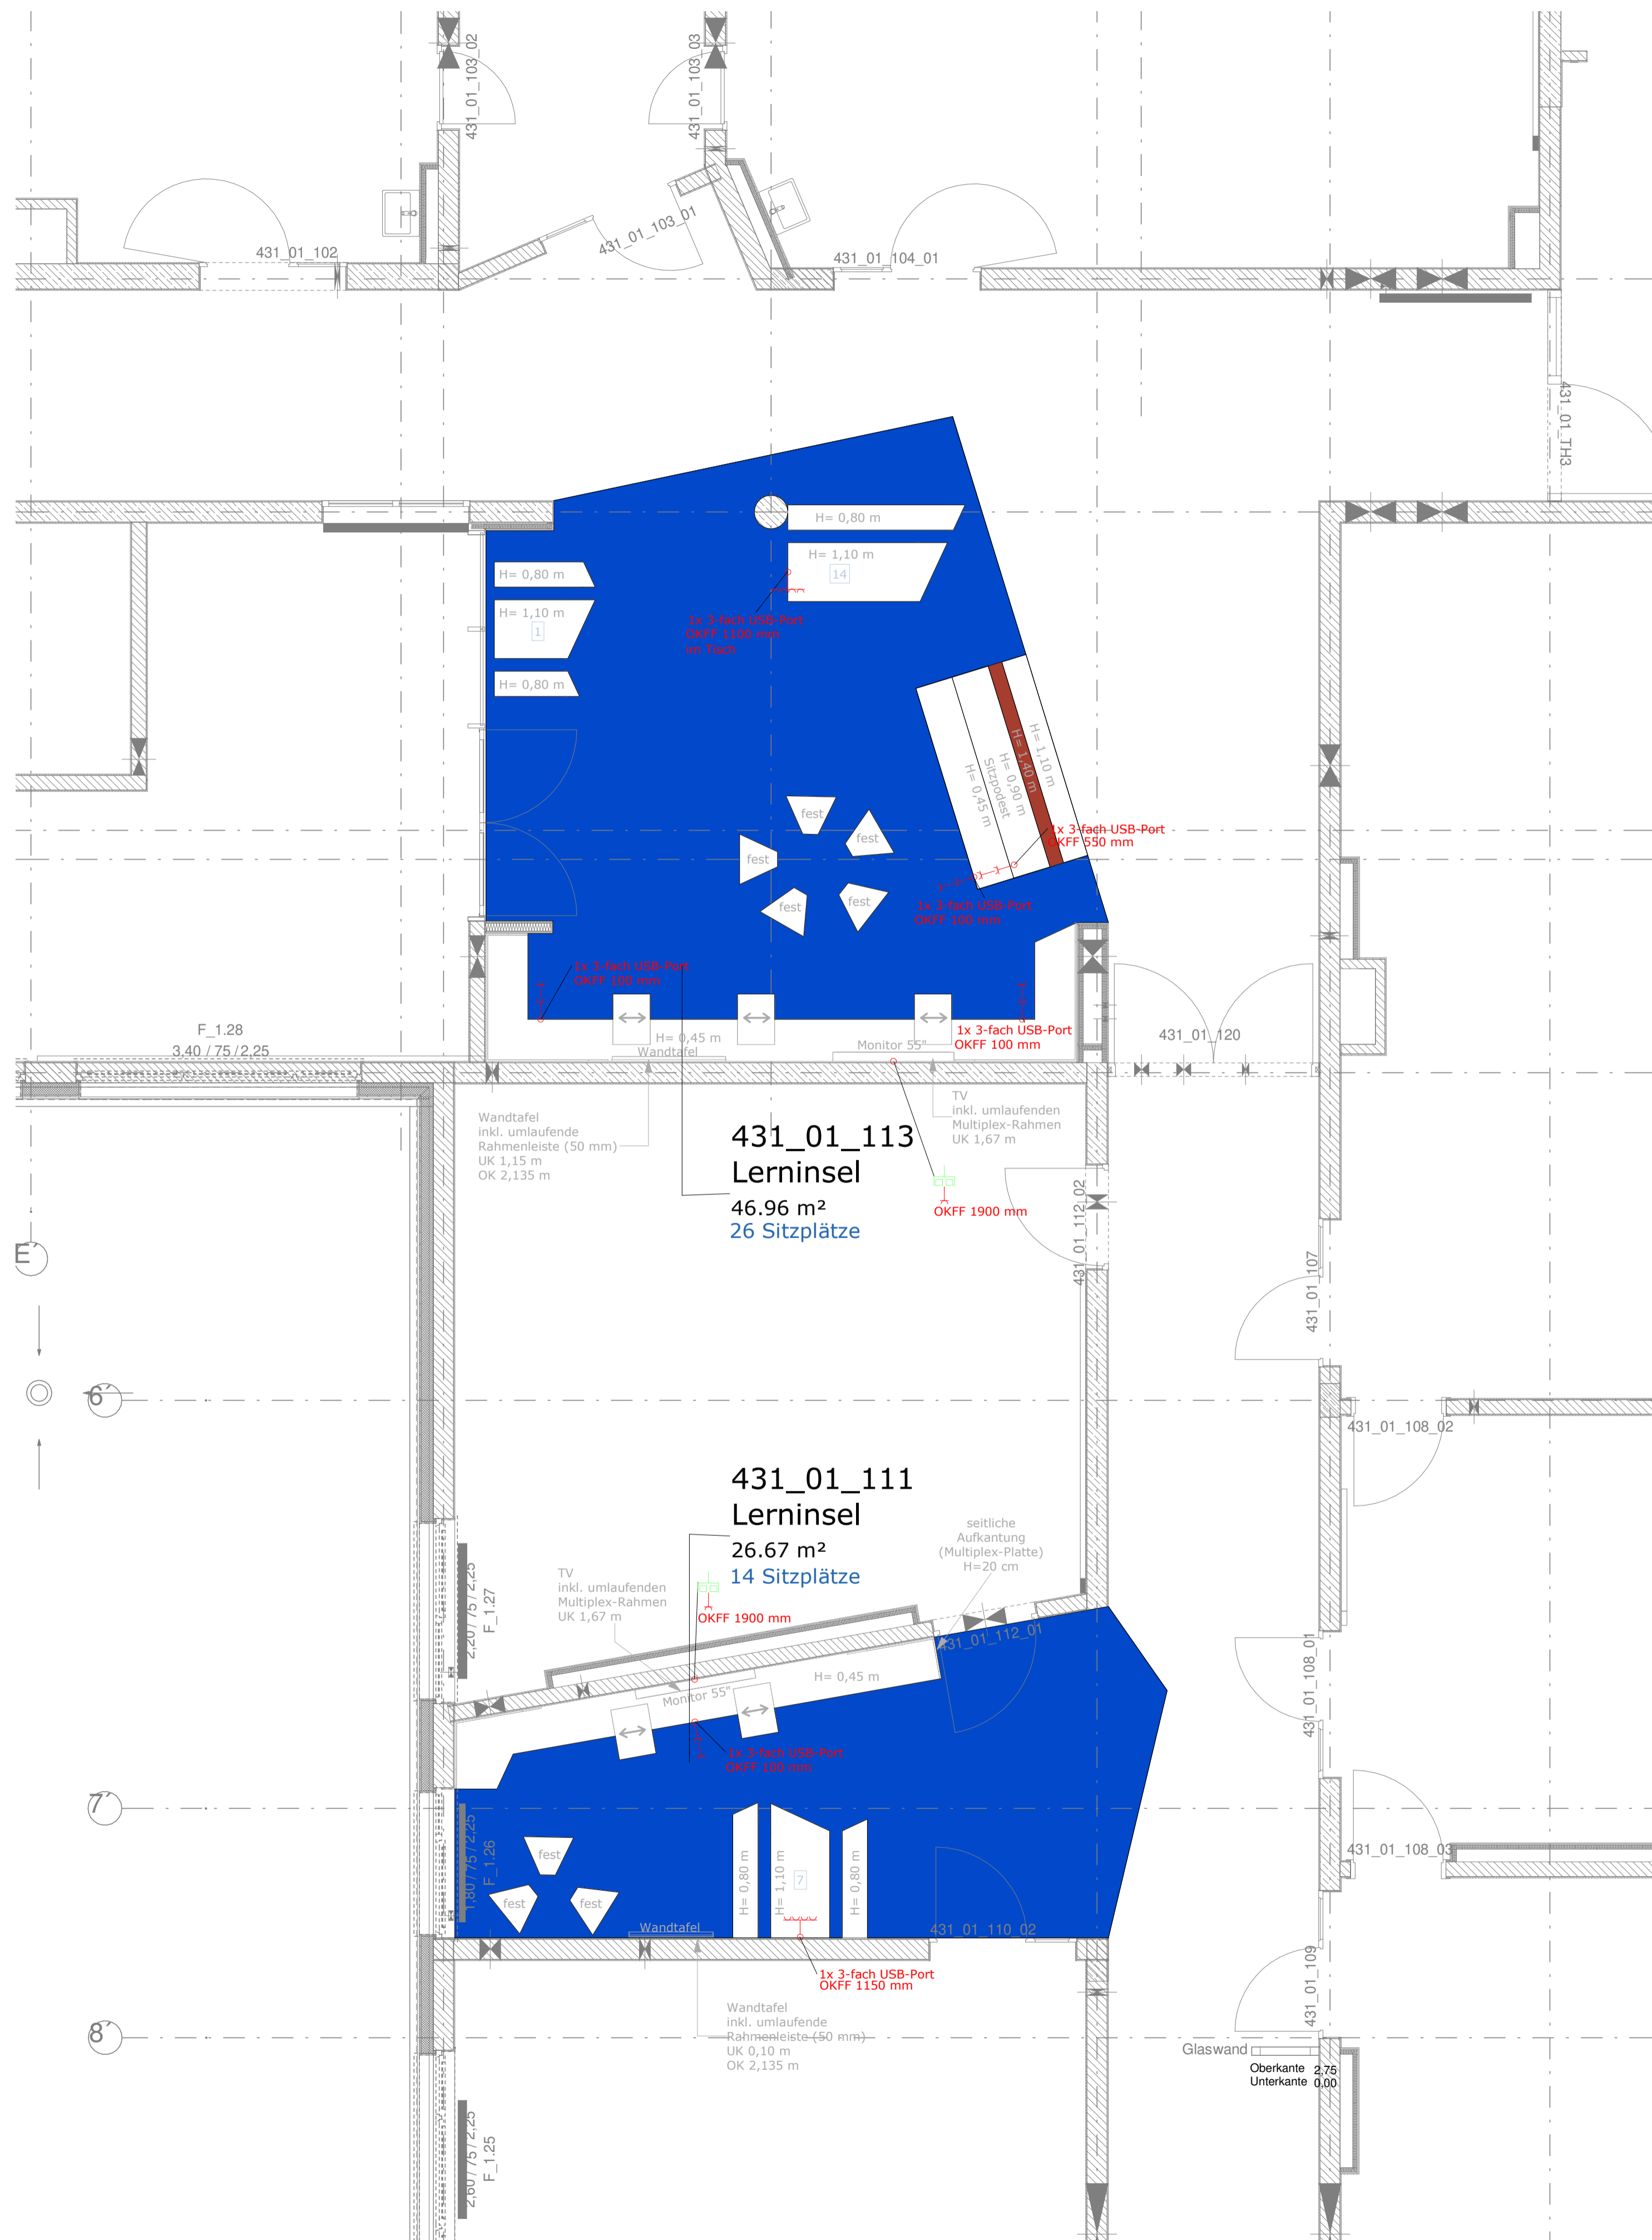 431_01_103_02
431_01_103_03
431_01_103_01
431_01_102
431_01_104_01
431_01_TH3
H= 0,80 m
H= 1,10 m
14
H= 0,80 m
H= 1,10 m
1
H= 0,80 m
1x 3-fach USB-Port
OKFF 1100 mm
am Tisch
H= 1,10 m
H= 1,40 m
H= 0,90 m
Sitzpodest
H= 0,45 m
fest
fest
fest
fest
fest
1x 3-fach USB-Port
OKFF 550 mm
1x 3-fach USB-Port
OKFF 100 mm
1x 3-fach USB-Port
OKFF 100 mm
1x 3-fach USB-Port
OKFF 100 mm
H= 0,45 m
Wandtafel
Monitor 55"
431_01_120
F_1.28
3,40 / 75 / 2,25
Wandtafel
inkl. umlaufende
Rahmenleiste (50 mm)
UK 1,15 m
OK 2,135 m
TV
inkl. umlaufenden
Multiplex-Rahmen
UK 1,67 m
431_01_113
Lerninsel
46.96 m²
26 Sitzplätze
OKFF 1900 mm
431_01_112_02
431_01_107
E´
6´
431_01_108_02
431_01_111
Lerninsel
26.67 m²
14 Sitzplätze
seitliche
Aufkantung
(Multiplex-Platte)
H=20 cm
TV
inkl. umlaufenden
Multiplex-Rahmen
UK 1,67 m
OKFF 1900 mm
2,20 / 75 / 2,25
F_1.27
431_01_112_01
H= 0,45 m
Monitor 55"
431_01_108_01
1x 3-fach USB-Port
OKFF 100 mm
7´
1,80 / 75 / 2,25
F_1.26
fest
fest
fest
H= 0,80 m
H= 1,10 m
7
H= 0,80 m
431_01_108_03
Wandtafel
431_01_110_02
1x 3-fach USB-Port
OKFF 1150 mm
431_01_109
Wandtafel
inkl. umlaufende
Rahmenleiste (50 mm)
UK 0,10 m
OK 2,135 m
8´
Glaswand
Oberkante 2,75
Unterkante 0,00
2,60 / 75 / 2,25
F_1.25